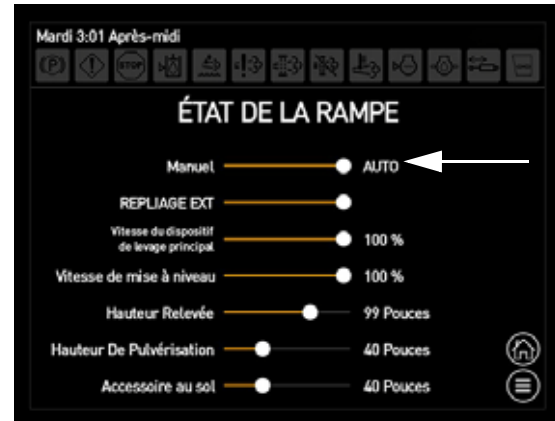 Mardi 3:01 Après-midi
(P) STOP
ÉTAT DE LA RAMPE
Manuel AUTO
REPLIAGE EXT
Vitesse du dispositif
de levage principal 100 %
Vitesse de mise à niveau 100 %
Hauteur Relevée 99 Pouces
Hauteur De Pulvérisation 40 Pouces
Accessoire au sol 40 Pouces